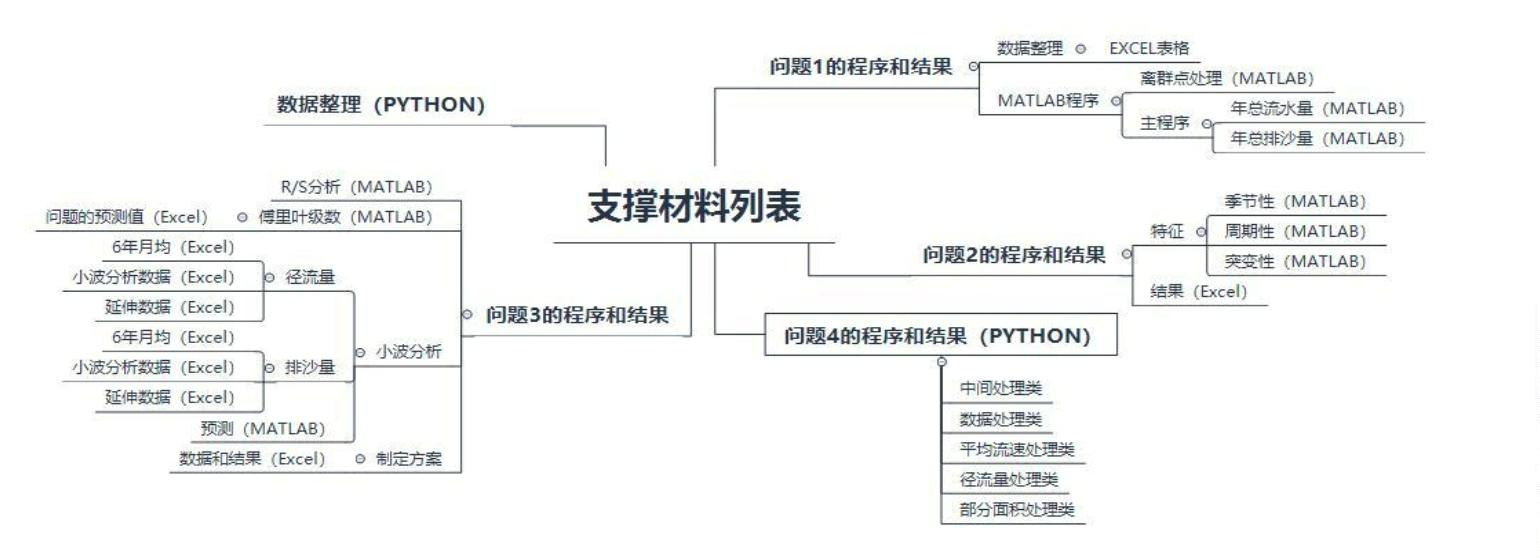 支撑材料列表
数据整理（PYTHON）
问题1的程序和结果
数据整理
EXCEL表格
MATLAB程序
离群点处理（MATLAB）
主程序
年总流水量（MATLAB）
年总排沙量（MATLAB）
问题2的程序和结果
特征
季节性（MATLAB）
周期性（MATLAB）
突变性（MATLAB）
结果（Excel）
问题3的程序和结果
R/S分析（MATLAB）
傅里叶级数（MATLAB）
问题的预测值（Excel）
小波分析
径流量
6年月均（Excel）
小波分析数据（Excel）
延伸数据（Excel）
排沙量
6年月均（Excel）
小波分析数据（Excel）
延伸数据（Excel）
预测（MATLAB）
制定方案
数据和结果（Excel）
问题4的程序和结果（PYTHON）
中间处理类
数据处理类
平均流速处理类
径流量处理类
部分面积处理类